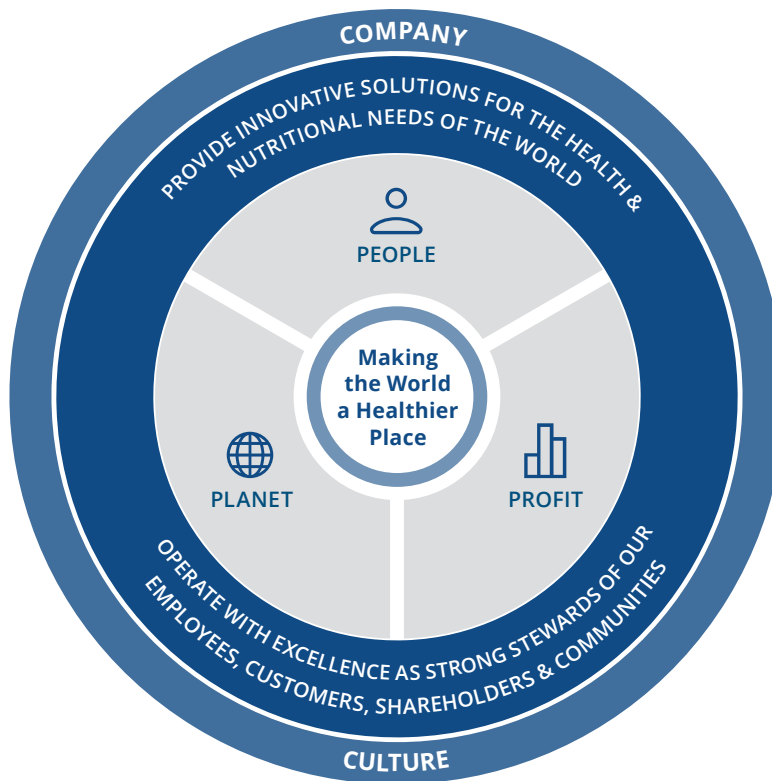 COMPANY
PROVIDE INNOVATIVE SOLUTIONS FOR THE HEALTH &
NUTRITIONAL NEEDS OF THE WORLD
PEOPLE
Making
the World
a Healthier
Place
PLANET
PROFIT
OPERATE WITH EXCELLENCE AS STRONG STEWARDS OF OUR
EMPLOYEES, CUSTOMERS, SHAREHOLDERS & COMMUNITIES
CULTURE